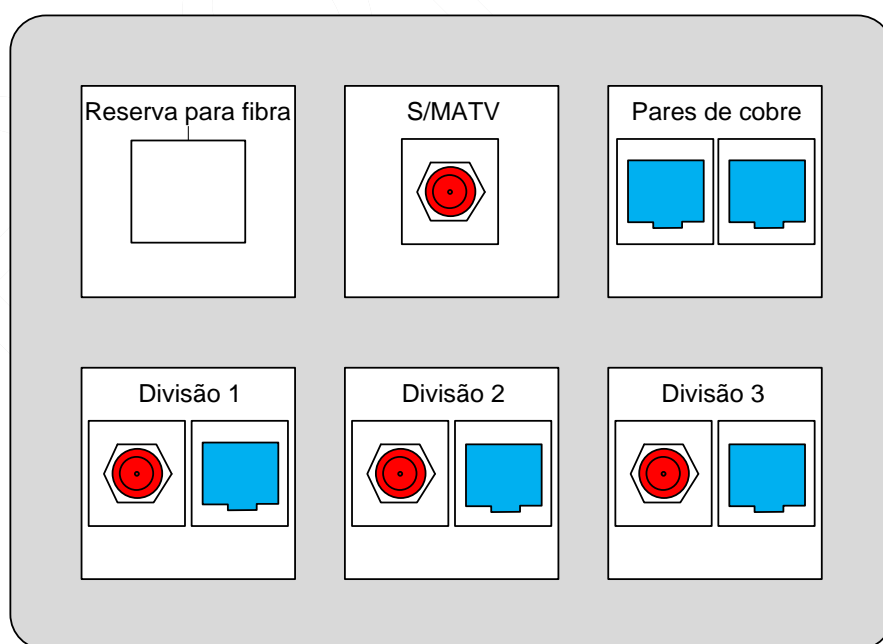 Reserva para fibra
S/MATV
Pares de cobre
Divisão 1
Divisão 2
Divisão 3